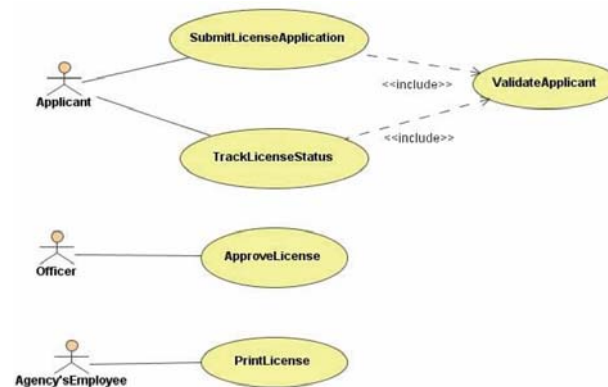 SubmitLicenseApplication
<<include>>
ValidateApplicant
Applicant
<<include>>
TrackLicenseStatus
ApproveLicense
Officer
PrintLicense
Agency'sEmployee